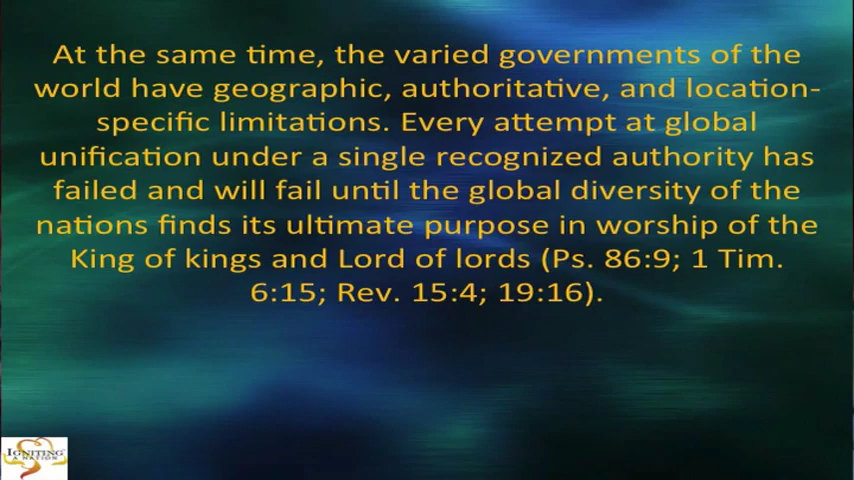 At the same time, the varied governments of the
world have geographic, authoritative, and location-
specific limitations. Every attempt at global
unification under a single recognized authority has
failed and will fail until the global diversity of the
nations finds its ultimate purpose in worship of the
King of kings and Lord of lords (Ps. 86:9; 1 Tim.
6:15; Rev. 15:4; 19:16).
IGNITING
A NATION